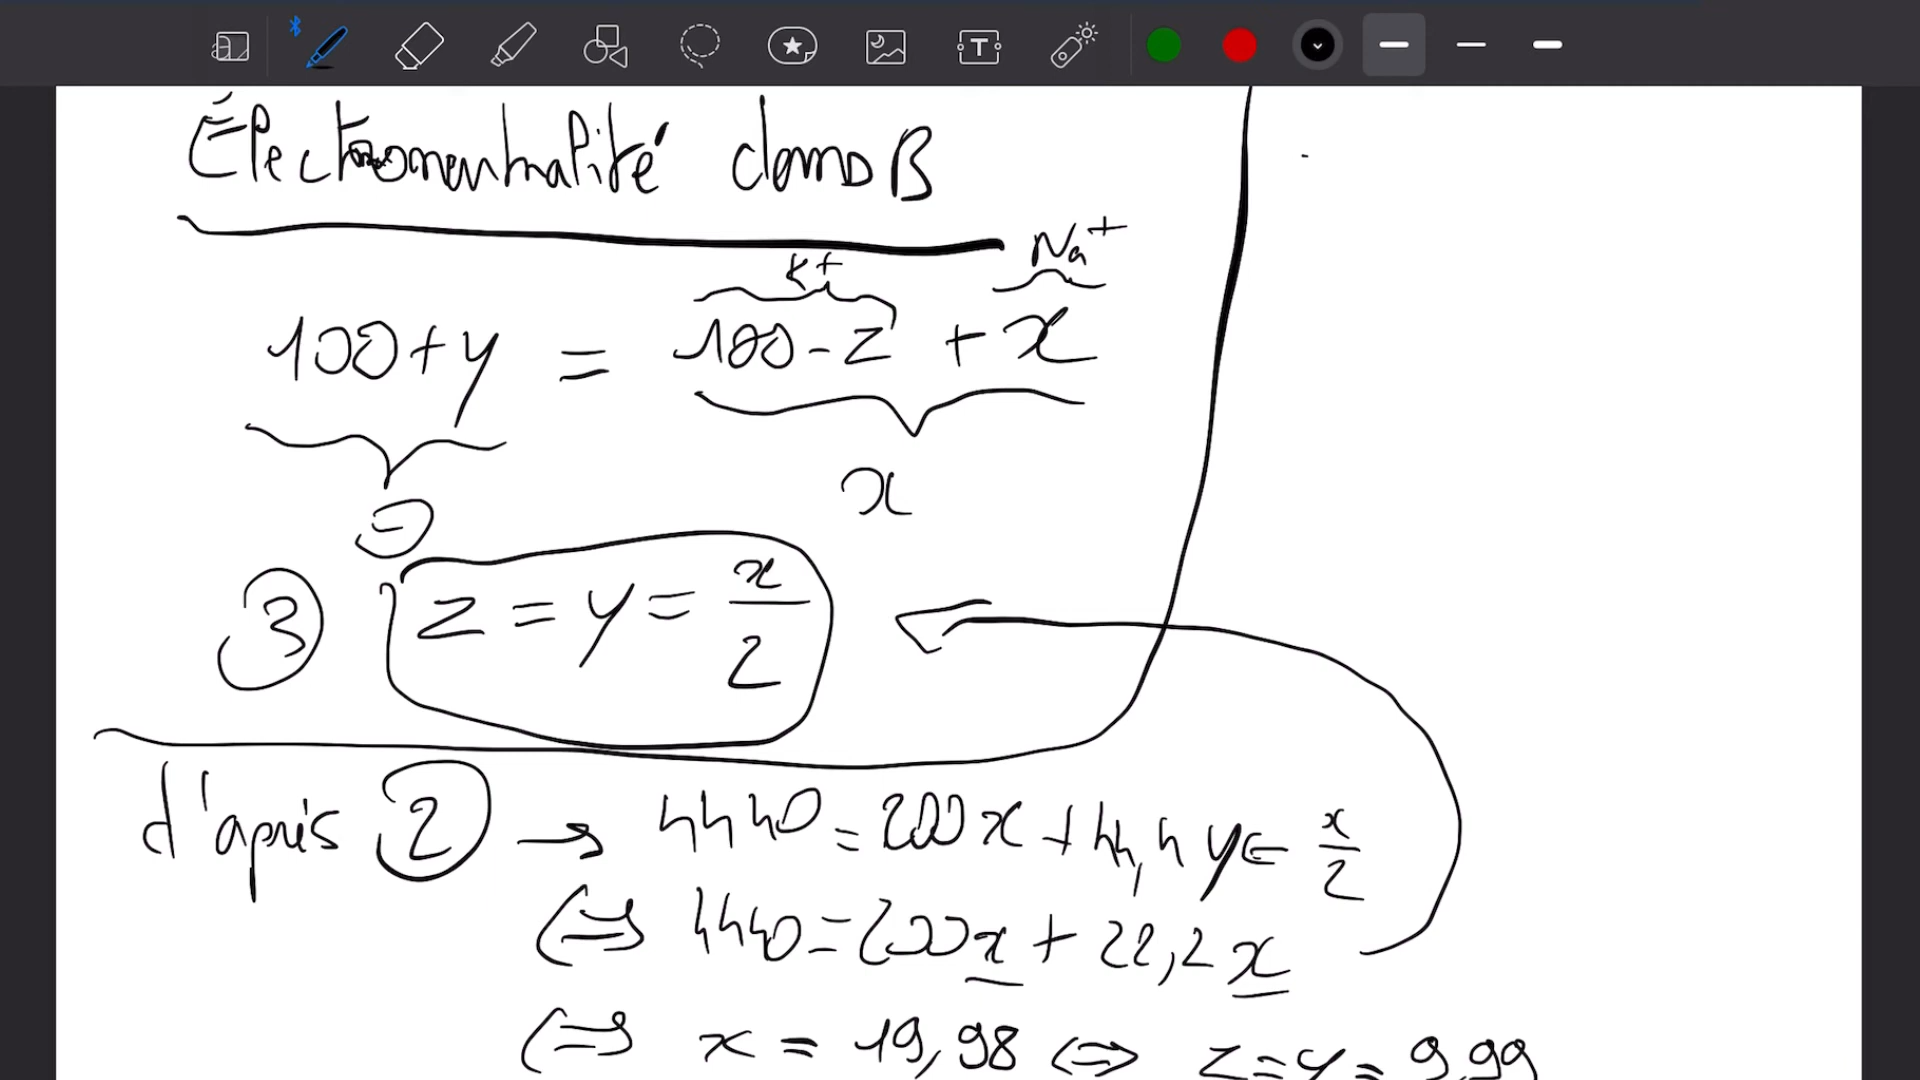 Électroneutralité dans B
Na+
K+
100 + y = 100 - z + x
x
3 z = y = x/2
d'après 2 → 4440 = 200x + 44,4 y = x/2
⇔ 4440 = 200x + 22,2x
⇔ x = 19,98 ⇔ z = y = 9,99